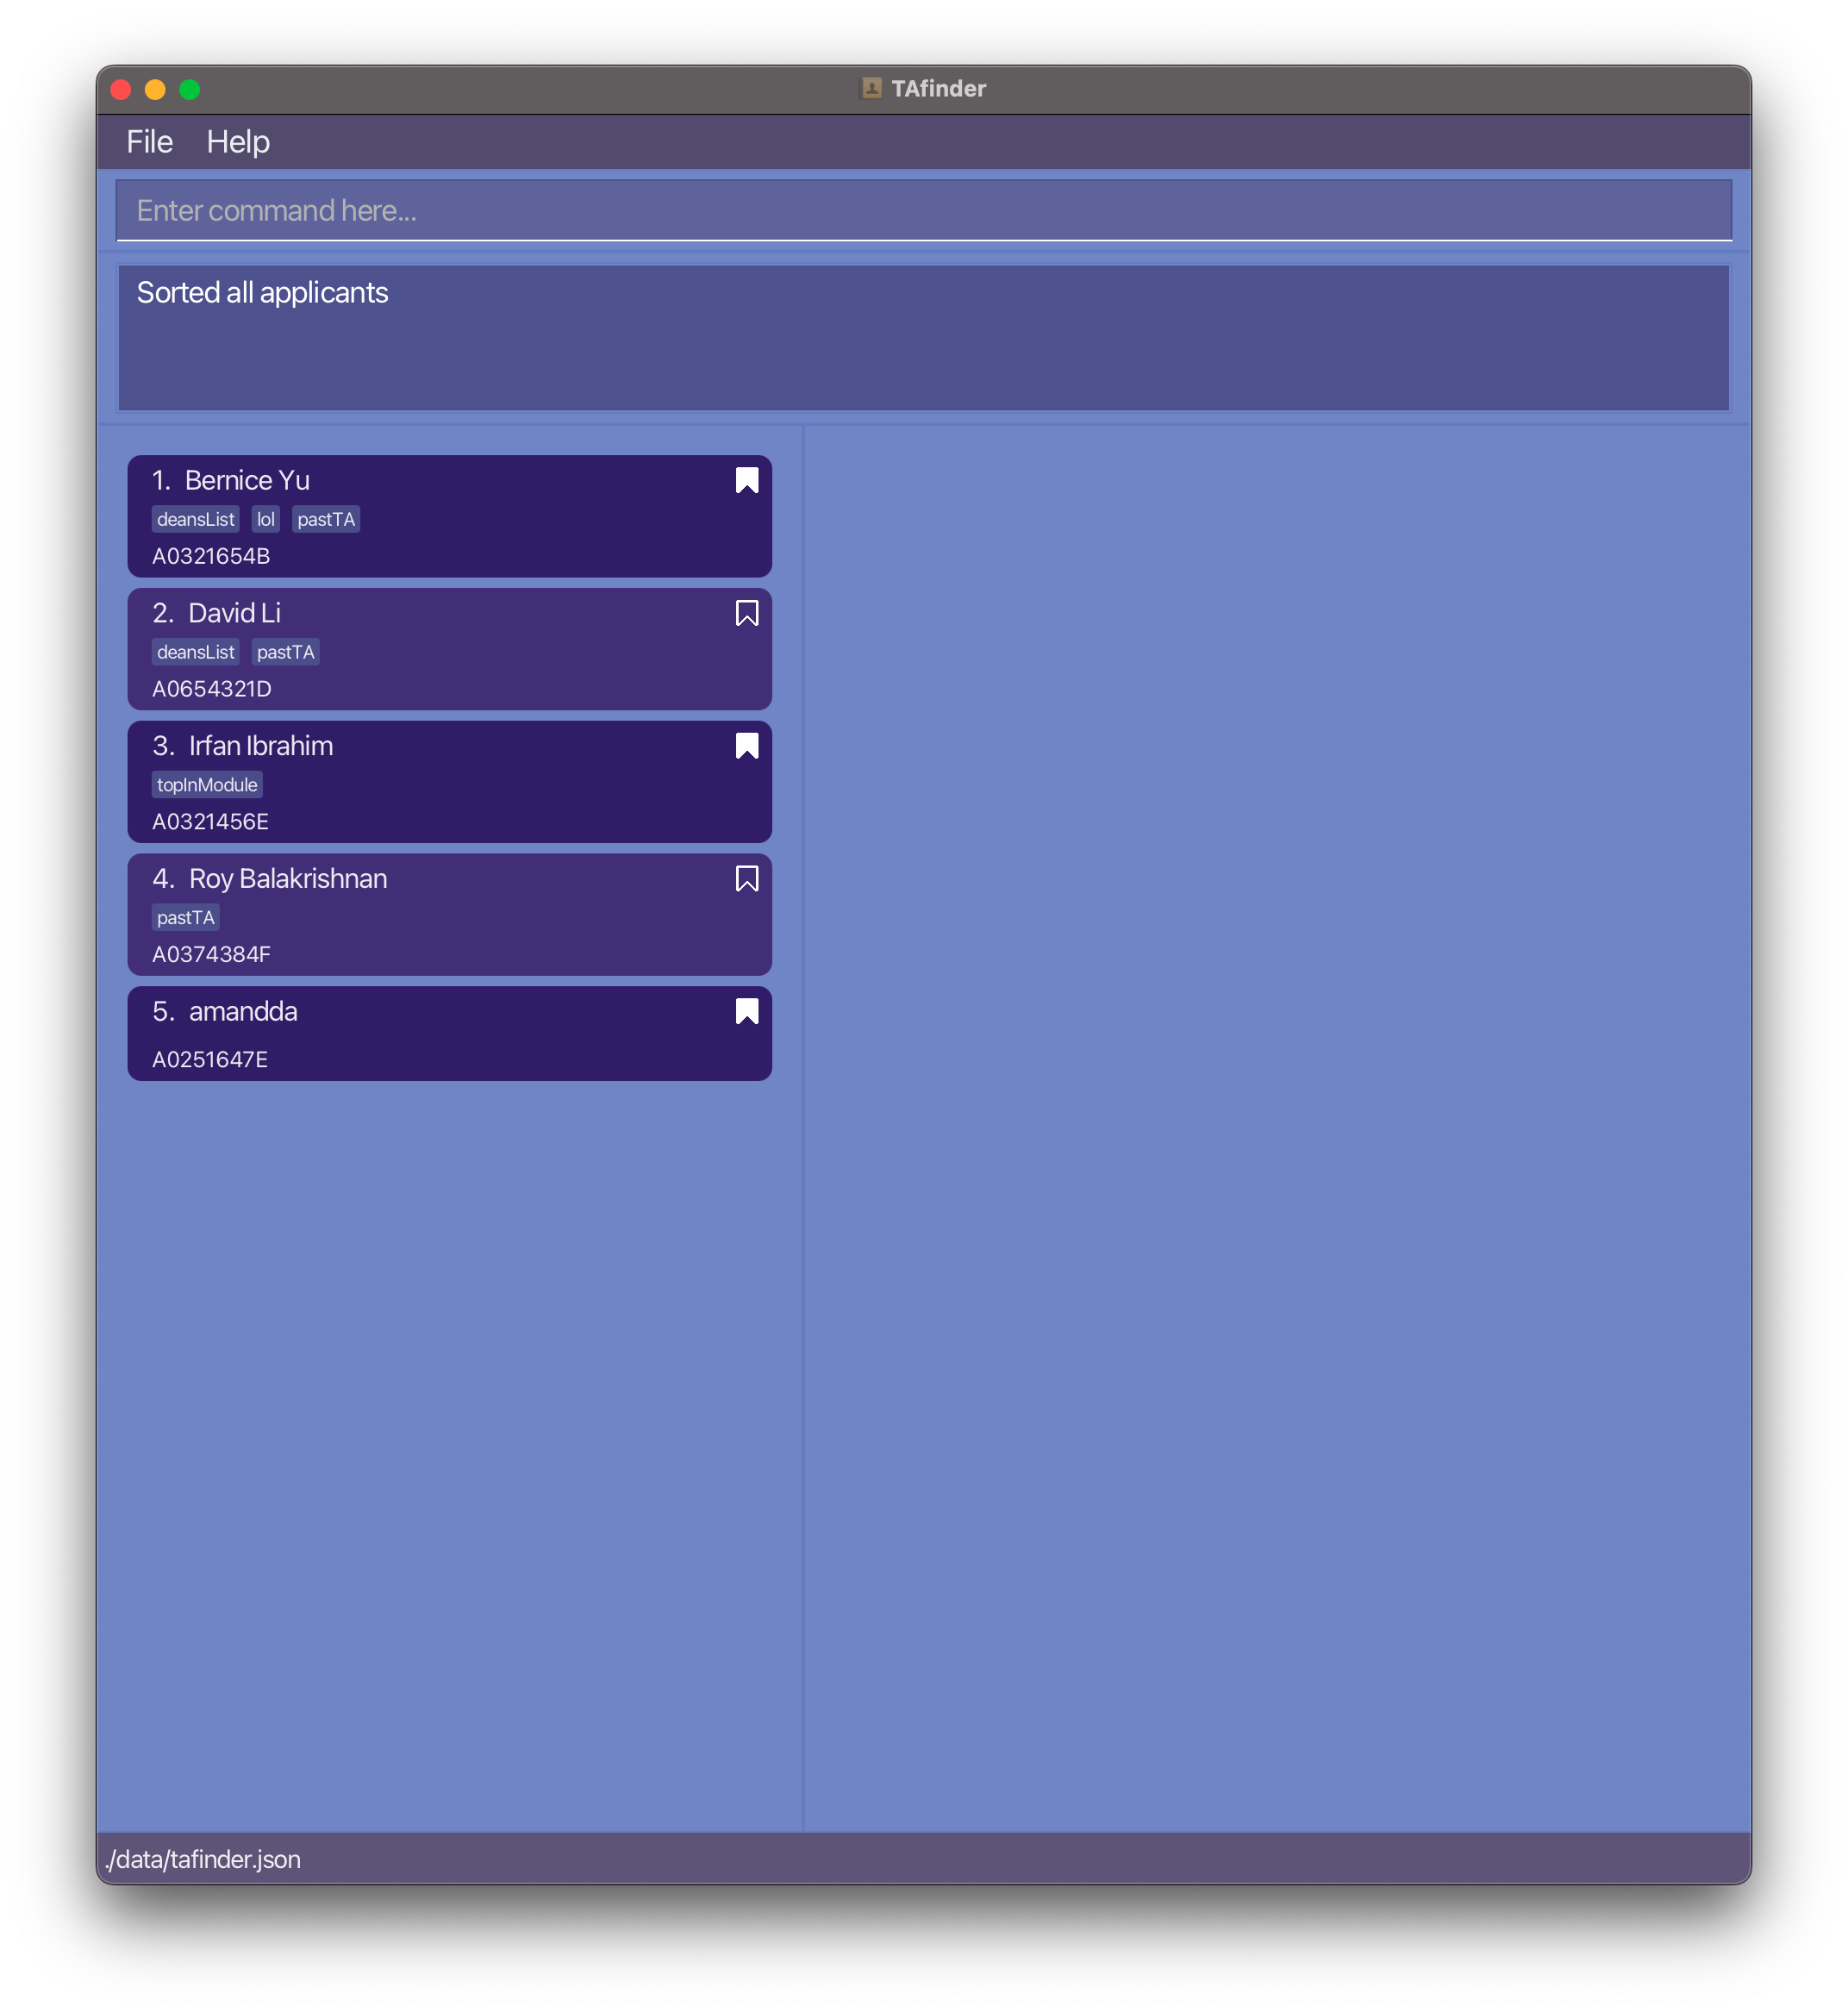 TAfinder
File Help
Enter command here...
Sorted all applicants
1. Bernice Yu
deansList lol pastTA
A0321654B
2. David Li
deansList pastTA
A0654321D
3. Irfan Ibrahim
topInModule
A0321456E
4. Roy Balakrishnan
pastTA
A0374384F
5. amandda
A0251647E
./data/tafinder.json